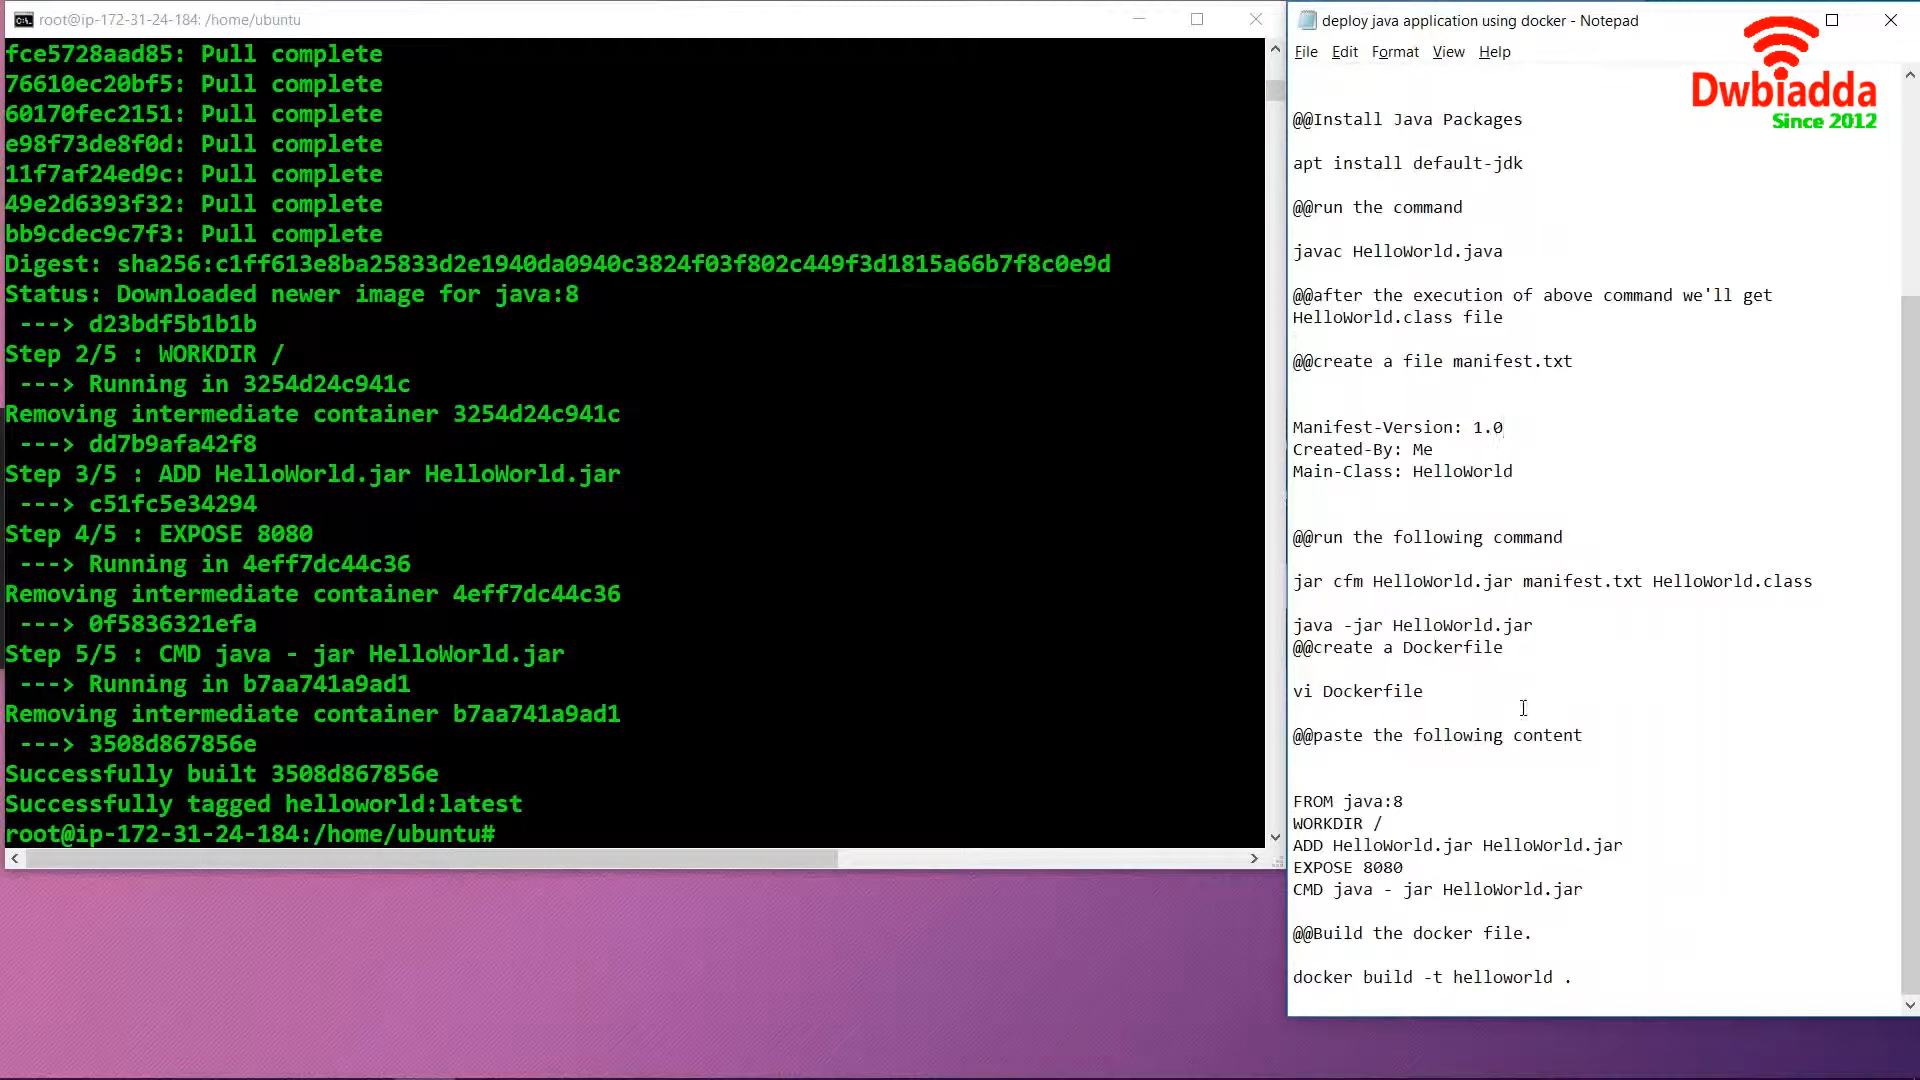 root@ip-172-31-24-184: /home/ubuntu
fce5728aad85: Pull complete
76610ec20bf5: Pull complete
60170fec2151: Pull complete
e98f73de8f0d: Pull complete
11f7af24ed9c: Pull complete
49e2d6393f32: Pull complete
bb9cdec9c7f3: Pull complete
Digest: sha256:c1ff613e8ba25833d2e1940da0940c3824f03f802c449f3d1815a66b7f8c0e9d
Status: Downloaded newer image for java:8
---> d23bdf5b1b1b
Step 2/5 : WORKDIR /
---> Running in 3254d24c941c
Removing intermediate container 3254d24c941c
---> dd7b9afa42f8
Step 3/5 : ADD HelloWorld.jar HelloWorld.jar
---> c51fc5e34294
Step 4/5 : EXPOSE 8080
---> Running in 4eff7dc44c36
Removing intermediate container 4eff7dc44c36
---> 0f5836321efa
Step 5/5 : CMD java - jar HelloWorld.jar
---> Running in b7aa741a9ad1
Removing intermediate container b7aa741a9ad1
---> 3508d867856e
Successfully built 3508d867856e
Successfully tagged helloworld:latest
root@ip-172-31-24-184:/home/ubuntu#
deploy java application using docker - Notepad
File Edit Format View Help
Dwbiadda
Since 2012
@@Install Java Packages
apt install default-jdk
@@run the command
javac HelloWorld.java
@@after the execution of above command we'll get
HelloWorld.class file
@@create a file manifest.txt
Manifest-Version: 1.0
Created-By: Me
Main-Class: HelloWorld
@@run the following command
jar cfm HelloWorld.jar manifest.txt HelloWorld.class
java -jar HelloWorld.jar
@@create a Dockerfile
vi Dockerfile
@@paste the following content
FROM java:8
WORKDIR /
ADD HelloWorld.jar HelloWorld.jar
EXPOSE 8080
CMD java - jar HelloWorld.jar
@@Build the docker file.
docker build -t helloworld .